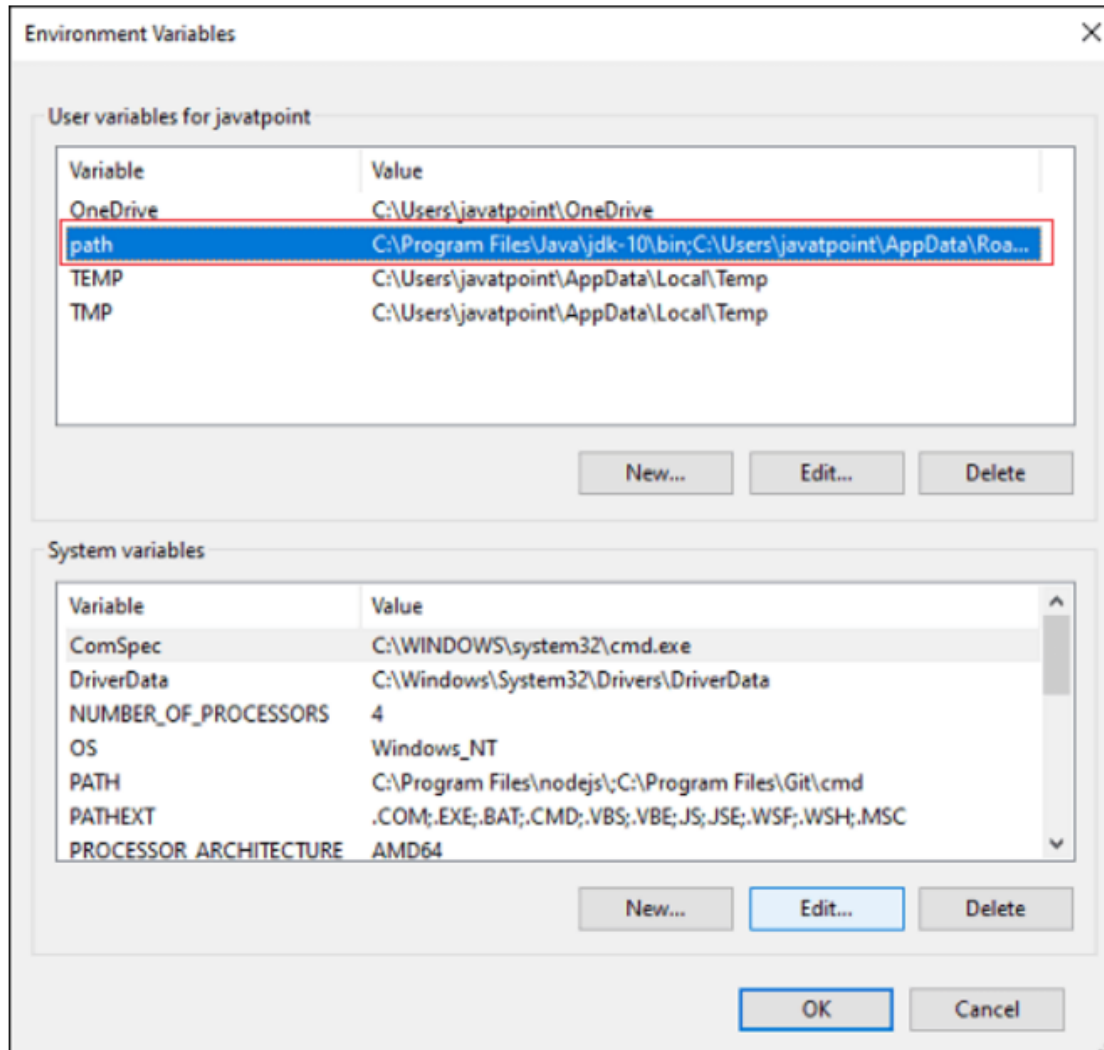 Environment Variables
User variables for javatpoint
Variable Value
OneDrive C:\Users\javatpoint\OneDrive
path C:\Program Files\Java\jdk-10\bin;C:\Users\javatpoint\AppData\Roa...
TEMP C:\Users\javatpoint\AppData\Local\Temp
TMP C:\Users\javatpoint\AppData\Local\Temp
New... Edit... Delete
System variables
Variable Value
ComSpec C:\WINDOWS\system32\cmd.exe
DriverData C:\Windows\System32\Drivers\DriverData
NUMBER_OF_PROCESSORS 4
OS Windows_NT
PATH C:\Program Files\nodejs\;C:\Program Files\Git\cmd
PATHEXT .COM;.EXE;.BAT;.CMD;.VBS;.VBE;.JS;.JSE;.WSF;.WSH;.MSC
PROCESSOR_ARCHITECTURE AMD64
New... Edit... Delete
OK Cancel